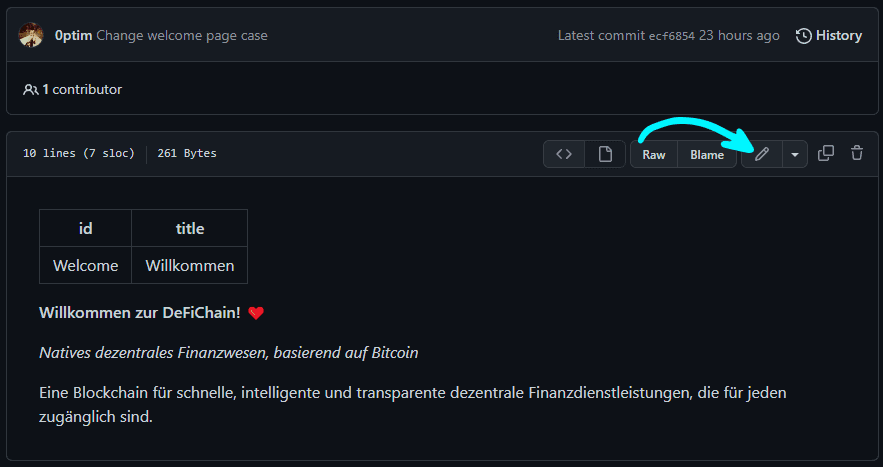 0ptim Change welcome page case
Latest commit ecf6854 23 hours ago History
1 contributor
10 lines (7 sloc) 261 Bytes
Raw Blame
id title
Welcome Willkommen
Willkommen zur DeFiChain!
Natives dezentrales Finanzwesen, basierend auf Bitcoin
Eine Blockchain für schnelle, intelligente und transparente dezentrale Finanzdienstleistungen, die für jeden
zugänglich sind.